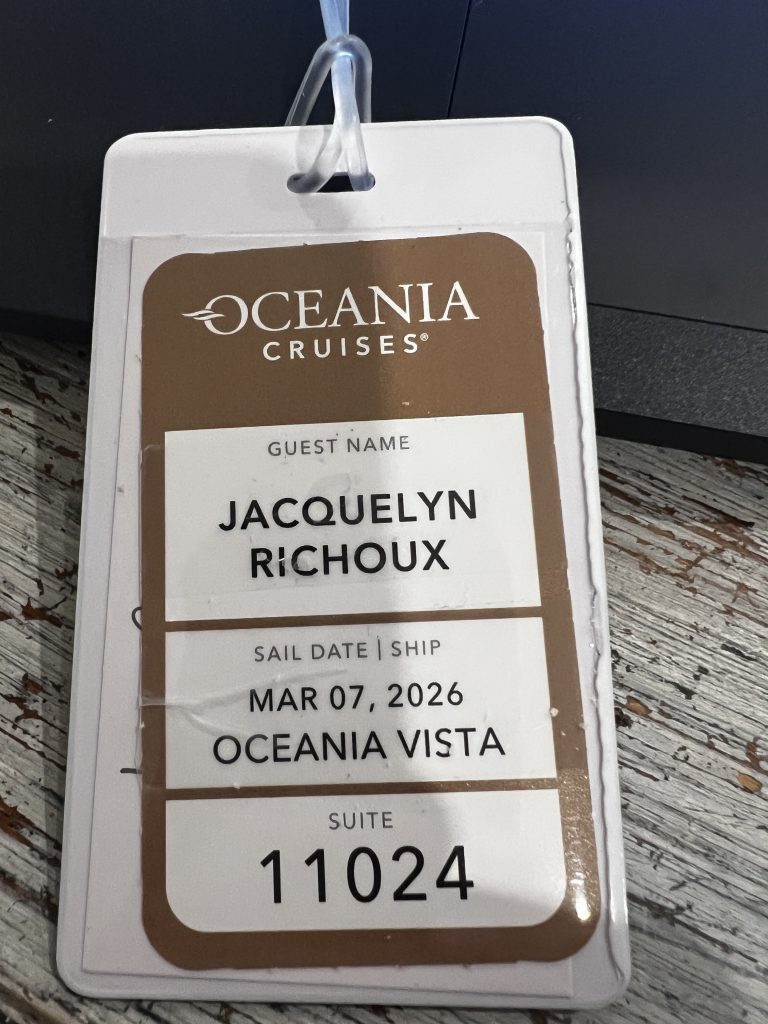 OCEANIA
CRUISES®
GUEST NAME
JACQUELYN
RICHOUX
SAIL DATE | SHIP
MAR 07, 2026
OCEANIA VISTA
SUITE
11024